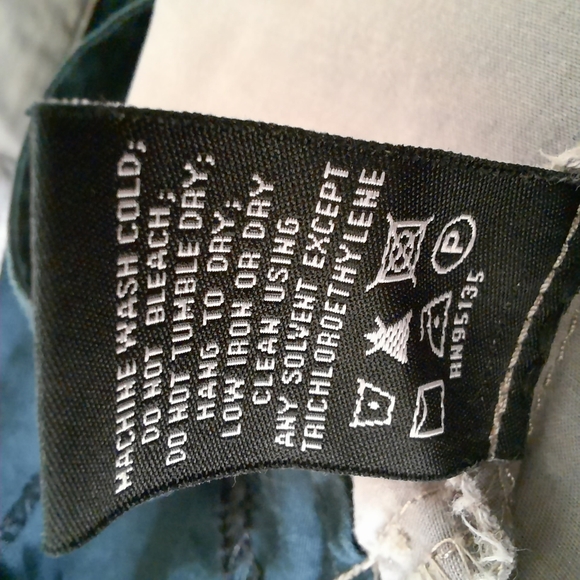 MACHINE WASH COLD;
DO NOT BLEACH;
DO NOT TUMBLE DRY;
HANG TO DRY;
LOW IRON OR DRY
CLEAN USING
ANY SOLVENT EXCEPT
TRICHLOROETHYLENE
P
RN95135